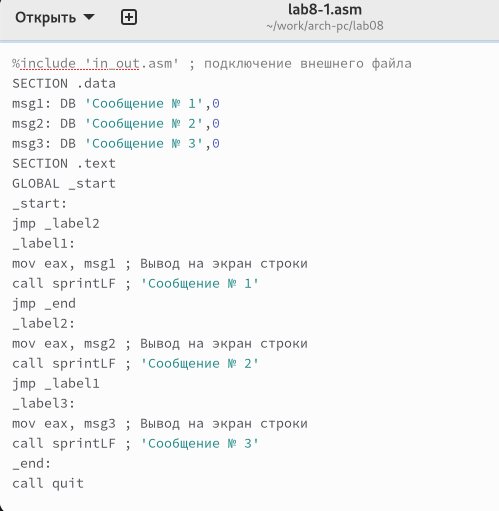 Открыть
lab8-1.asm
~/work/arch-pc/lab08
%include 'in_out.asm' ; подключение внешнего файла
SECTION .data
msg1: DB 'Сообщение № 1',0
msg2: DB 'Сообщение № 2',0
msg3: DB 'Сообщение № 3',0
SECTION .text
GLOBAL _start
_start:
jmp _label2
_label1:
mov eax, msg1 ; Вывод на экран строки
call sprintLF ; 'Сообщение № 1'
jmp _end
_label2:
mov eax, msg2 ; Вывод на экран строки
call sprintLF ; 'Сообщение № 2'
jmp _label1
_label3:
mov eax, msg3 ; Вывод на экран строки
call sprintLF ; 'Сообщение № 3'
_end:
call quit